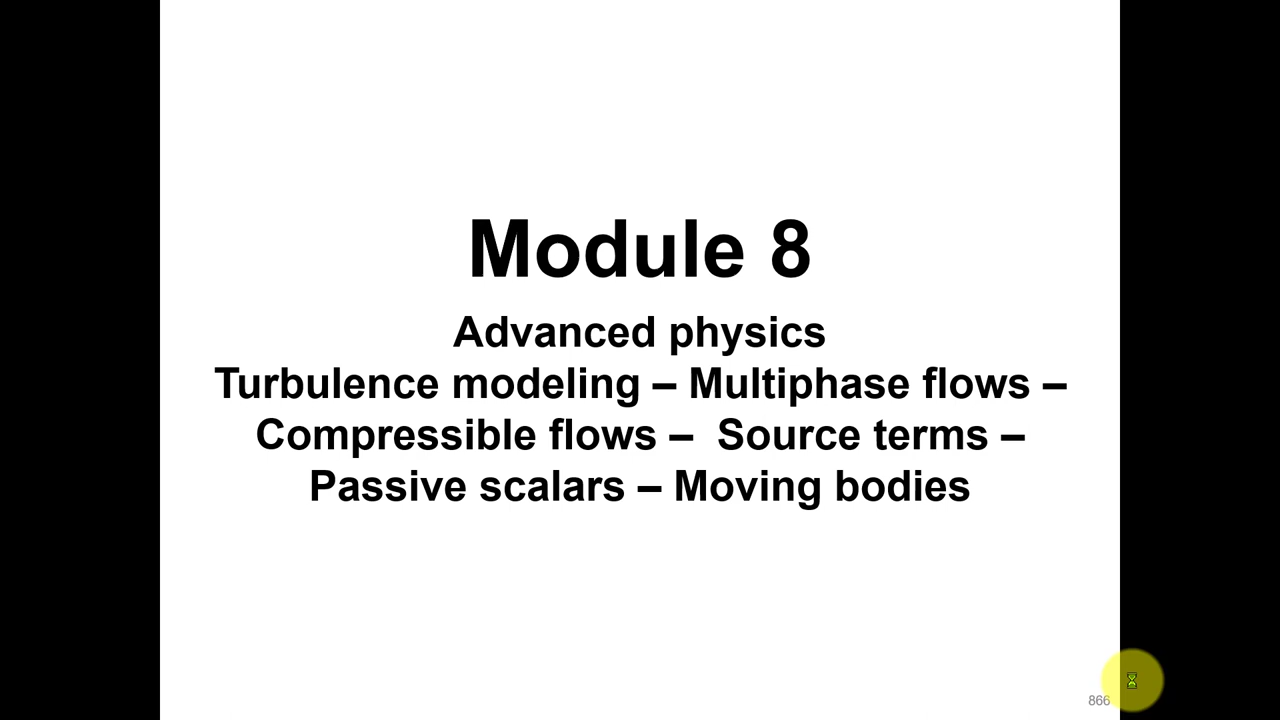 Module 8
Advanced physics
Turbulence modeling – Multiphase flows –
Compressible flows –  Source terms –
Passive scalars – Moving bodies
866